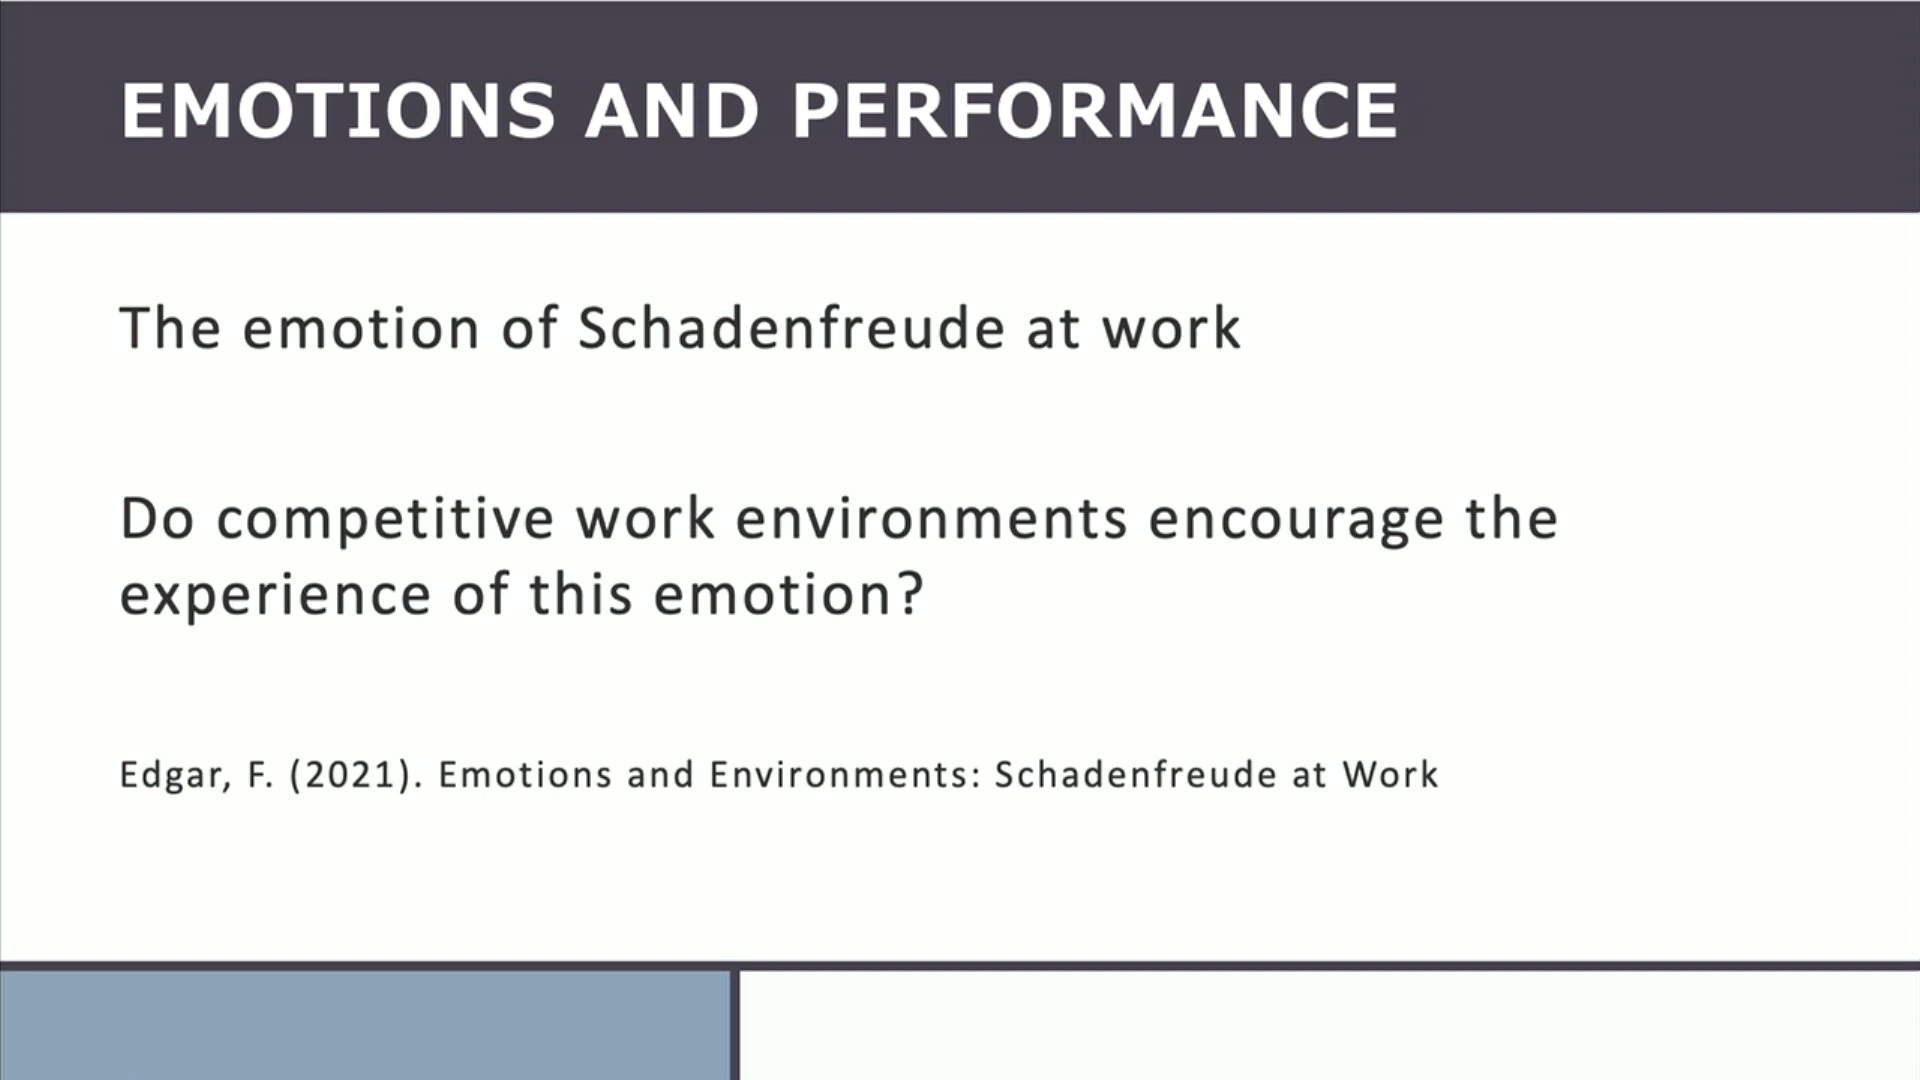 EMOTIONS AND PERFORMANCE
The emotion of Schadenfreude at work
Do competitive work environments encourage the
experience of this emotion?
Edgar, F. (2021). Emotions and Environments: Schadenfreude at Work